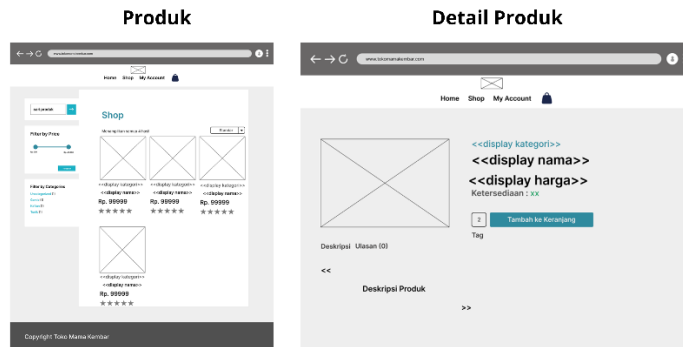 Produk
Home Shop My Account
cari produk
Shop
Filter by Price
Filter by Categories
<<display kategori>> <<display kategori>> <<display kategori>>
<<display nama>> <<display nama>> <<display nama>>
Rp. 99999 Rp. 99999 Rp. 99999
<<display kategori>>
<<display nama>>
Rp. 99999
Copyright Toko Mama Kembar
Detail Produk
www.tokomamakembar.com
Home Shop My Account
<<display kategori>>
<<display nama>>
<<display harga>>
Ketersediaan : xx
2 Tambah ke Keranjang
Tag
Deskripsi Ulasan (0)
<<
Deskripsi Produk
>>